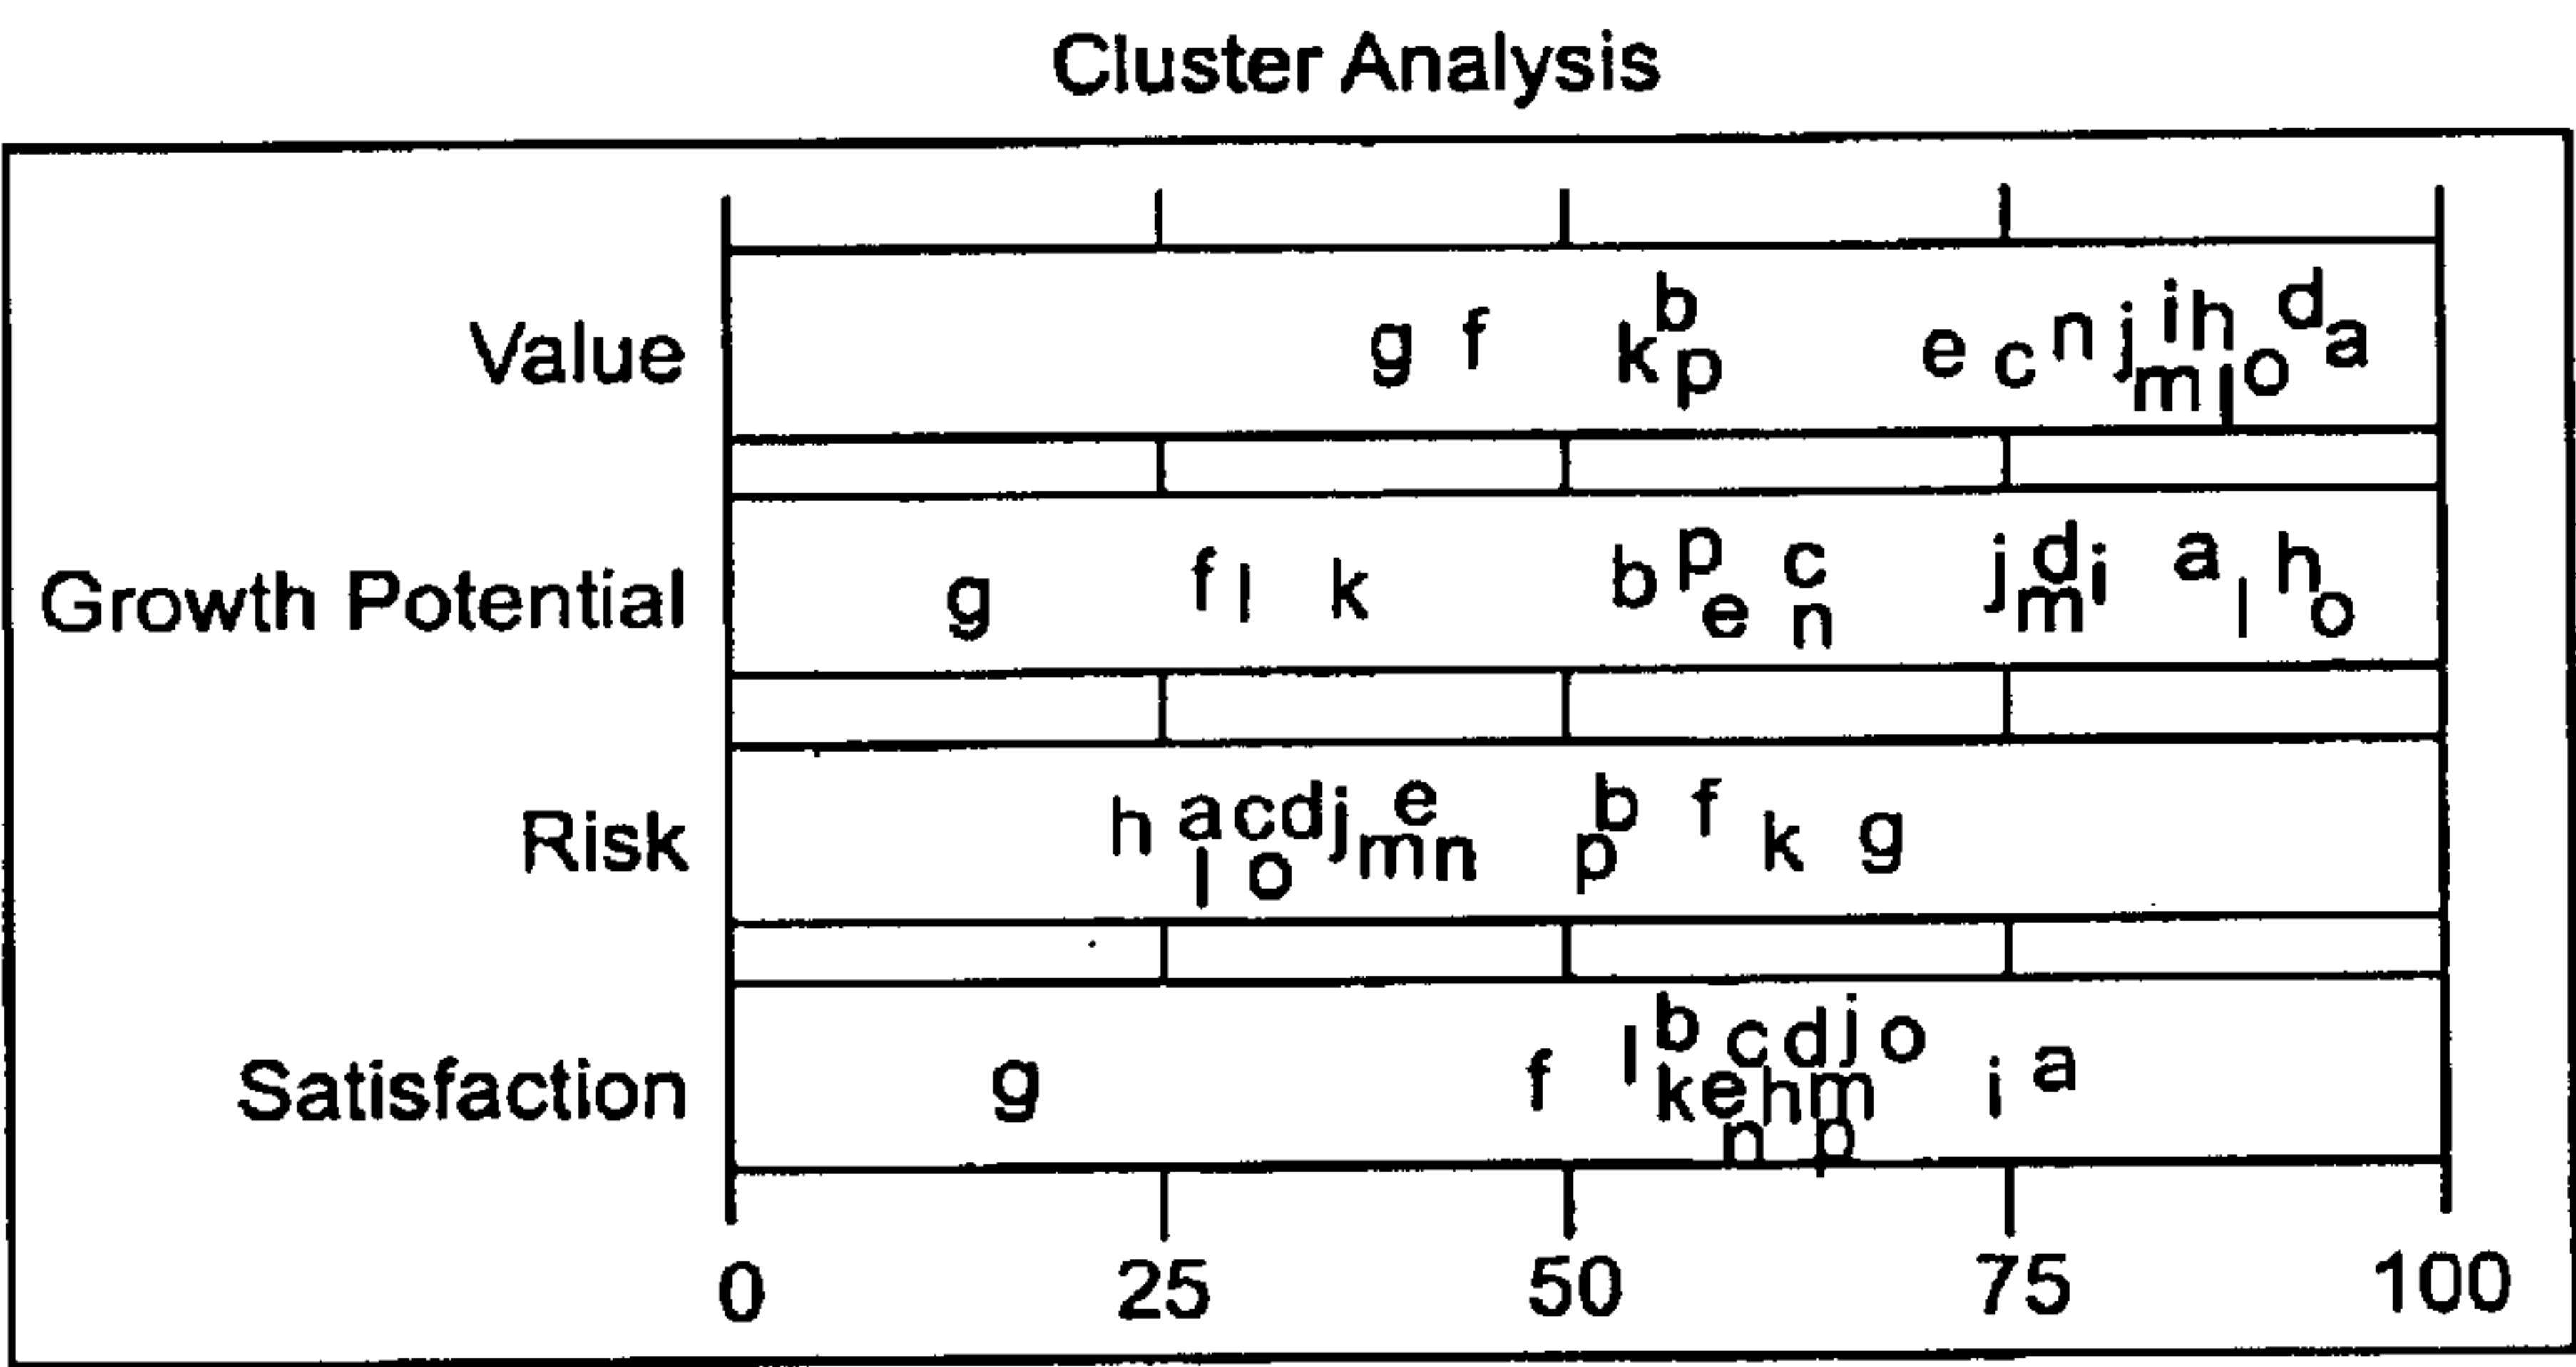 Cluster Analysis
Value
g f k b p e c n j m i h l o d a
Growth Potential
g f l k b p e c n j m d i a l h o
Risk
h a l c o d j m e n p b f k g
Satisfaction
g f l b k c e n d h j m p o i a
0 25 50 75 100